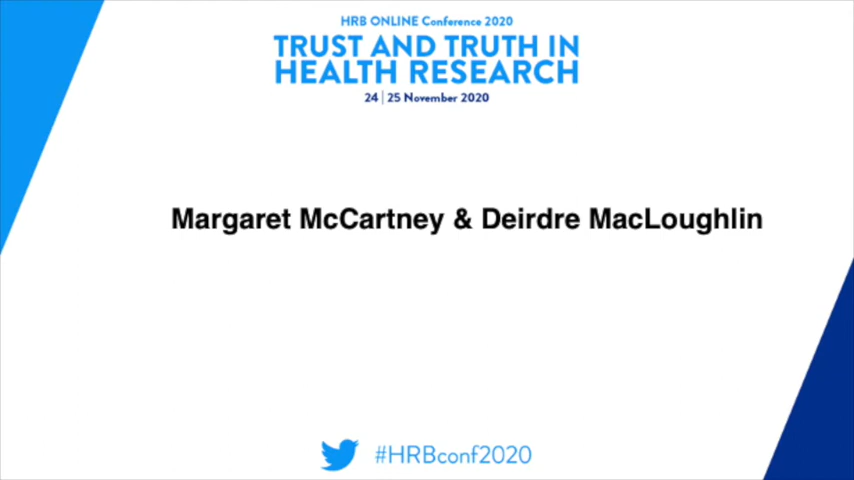 HRB ONLINE Conference 2020
TRUST AND TRUTH IN
HEALTH RESEARCH
24 | 25 November 2020
Margaret McCartney & Deirdre MacLoughlin
#HRBconf2020